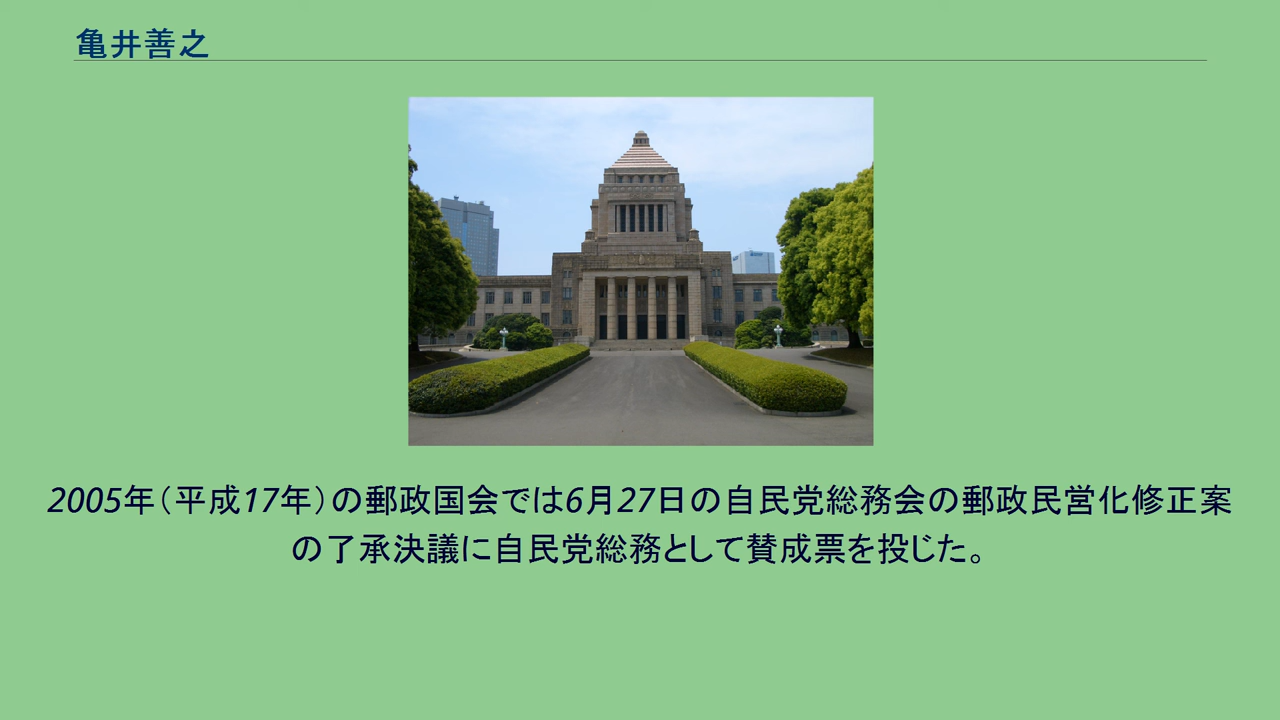 亀井善之
2005年（平成17年）の郵政国会では6月27日の自民党総務会の郵政民営化修正案
の了承決議に自民党総務として賛成票を投じた。